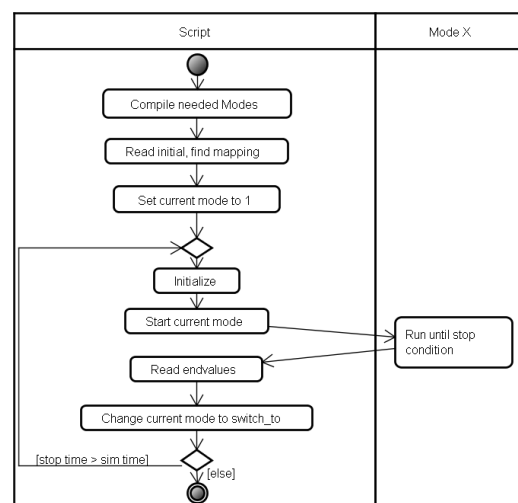 Script
Mode X
Compile needed Modes
Read initial, find mapping
Set current mode to 1
Initialize
Start current mode
Run until stop
condition
Read endvalues
Change current mode to switch_to
[stop time > sim time]
[else]